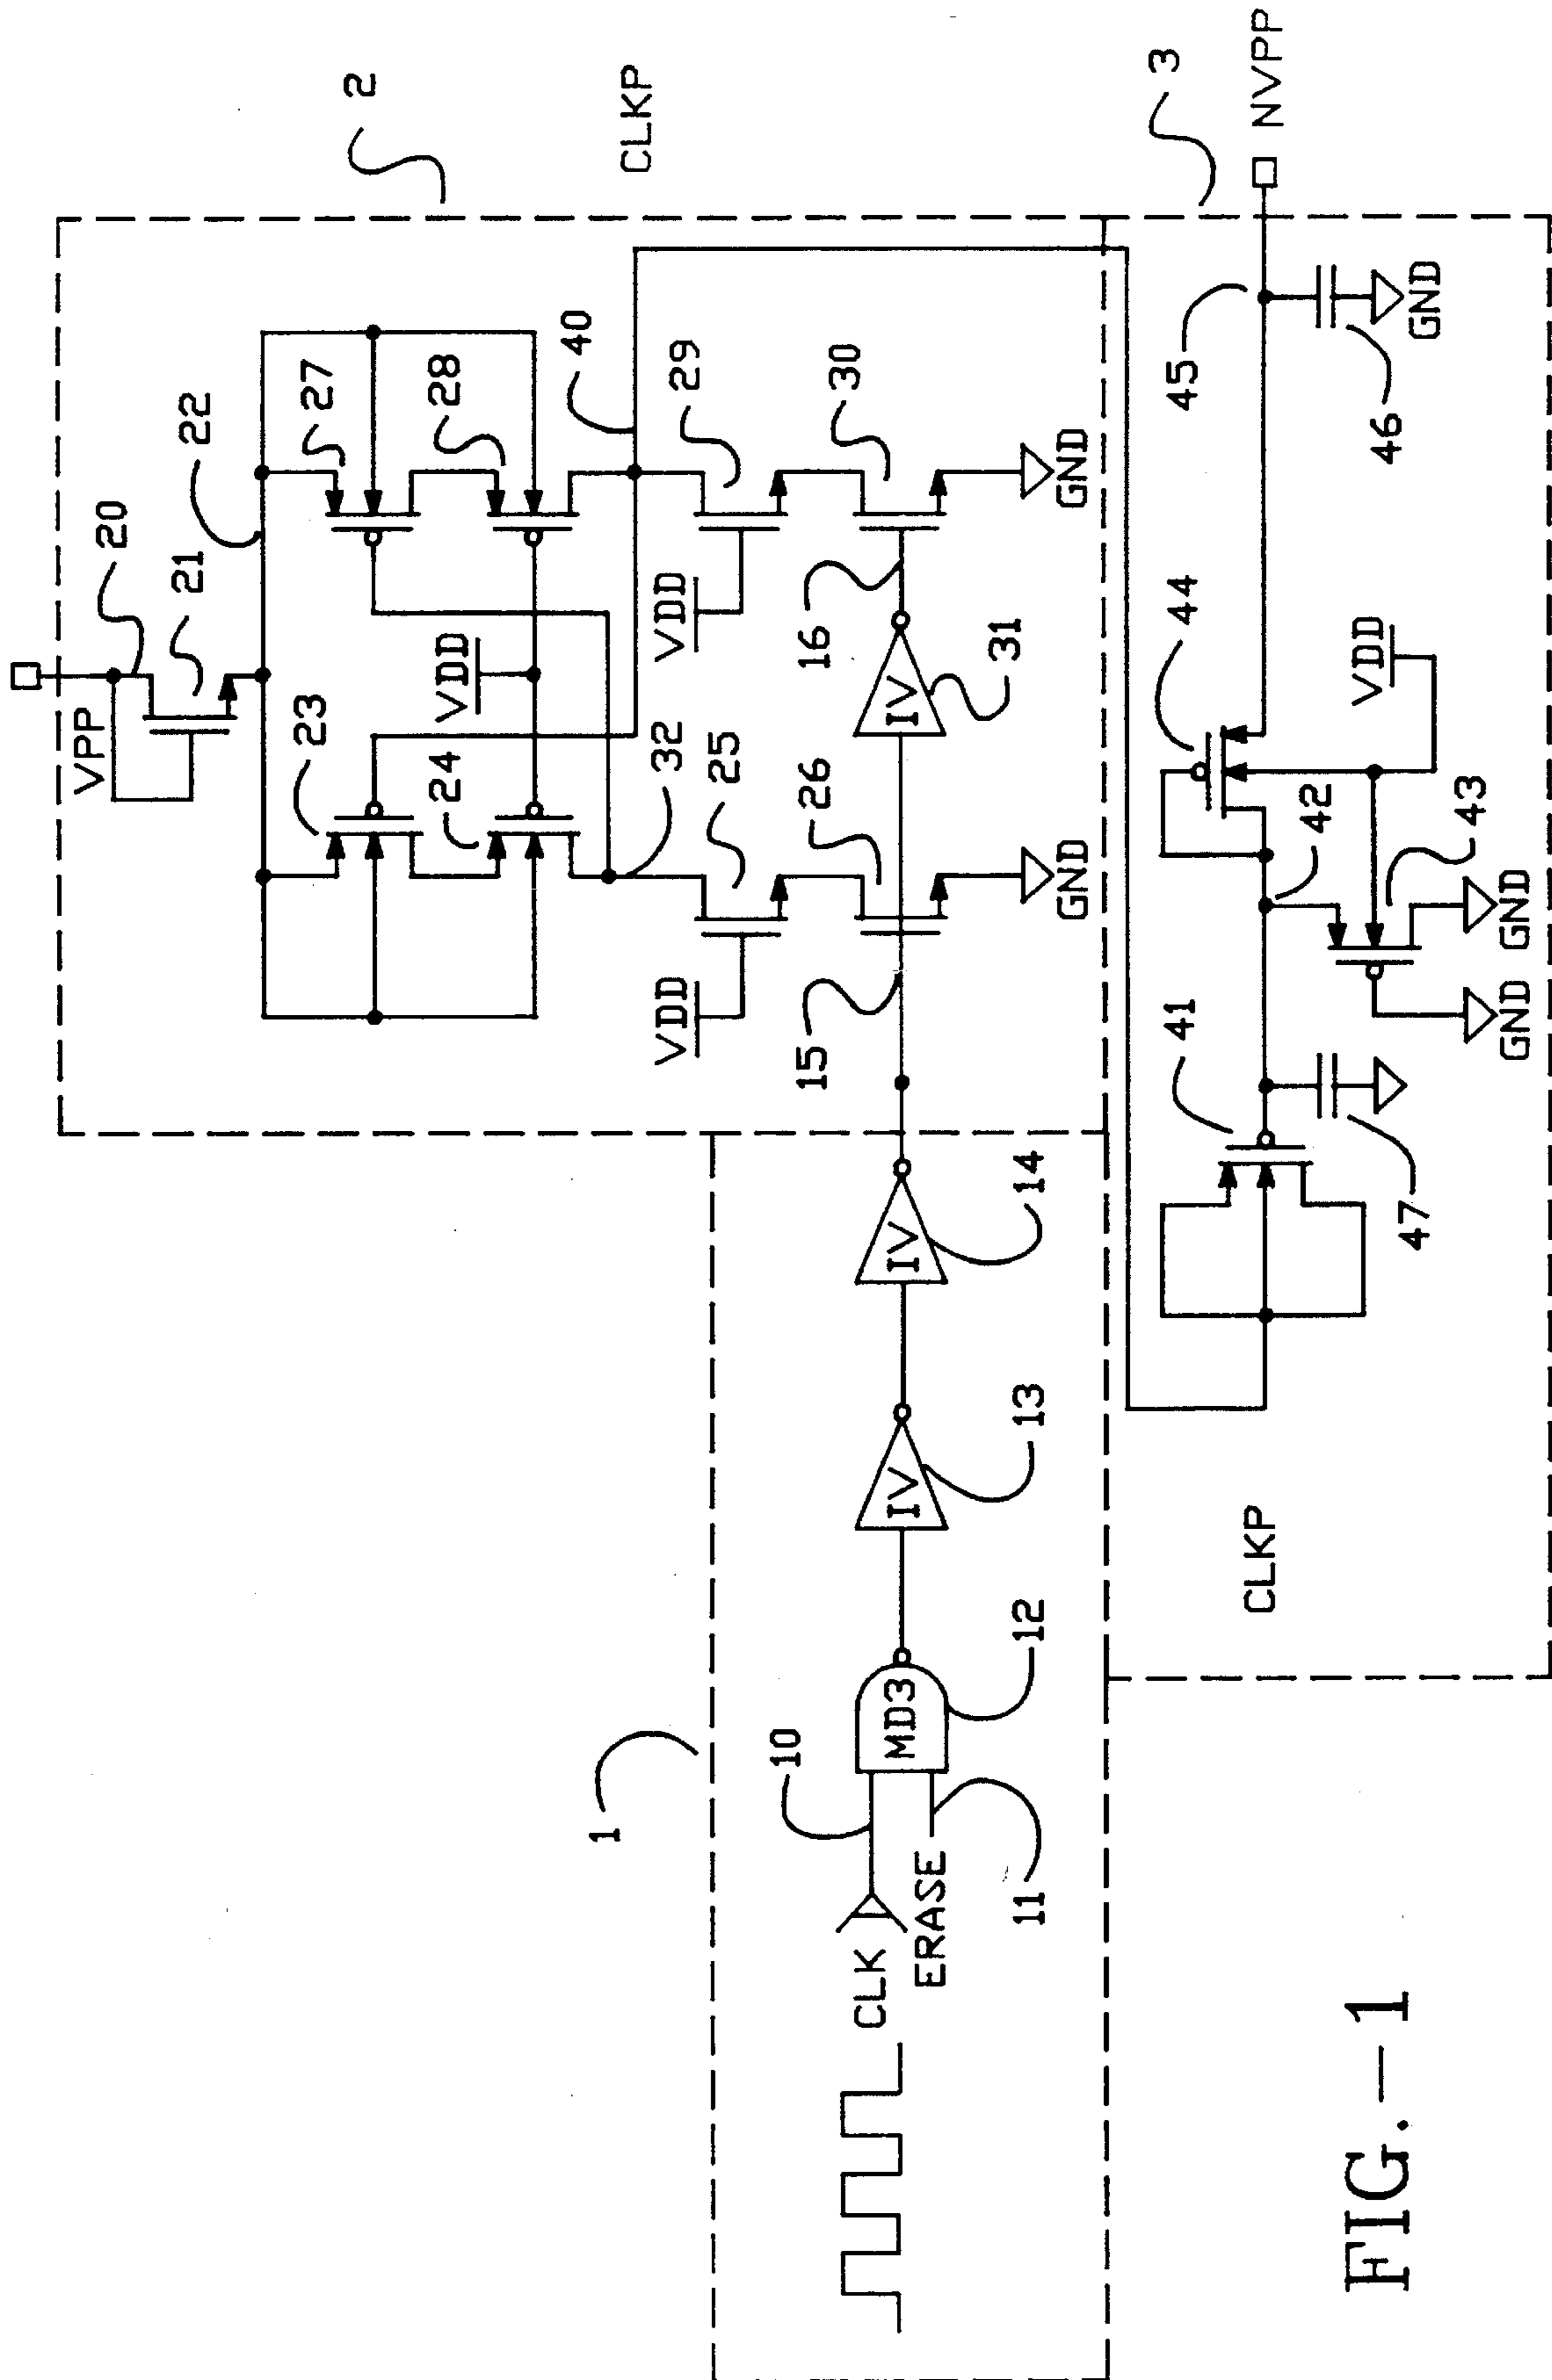 VPP
20
21
22
2
CLKP
23
24
VDD
27
28
40
32
25
VDD
26
VDD
29
30
15
16
IV
31
GND
GND
1
CLK
10
ERASE
11
MD3
12
IV
13
IV
14
3
CLKP
41
47
42
43
GND
GND
44
VDD
45
46
GND
NVPP
FIG.-1